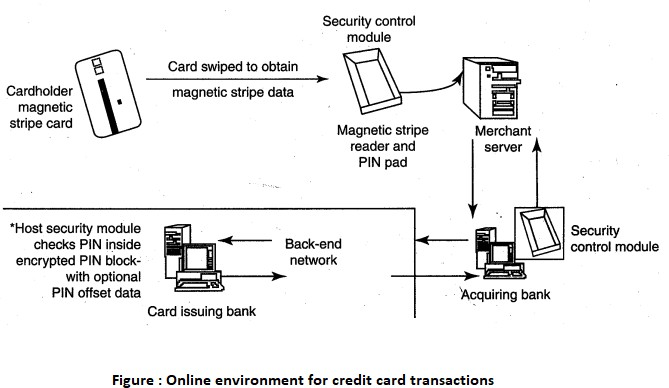 Security control
module
Card swiped to obtain
magnetic stripe data
Cardholder
magnetic
stripe card
Magnetic stripe
reader and
PIN pad
Merchant
server
*Host security module
checks PIN inside
encrypted PIN block-
with optional
PIN offset data
Back-end
network
Security
control module
Card issuing bank
Acquiring bank
Figure : Online environment for credit card transactions